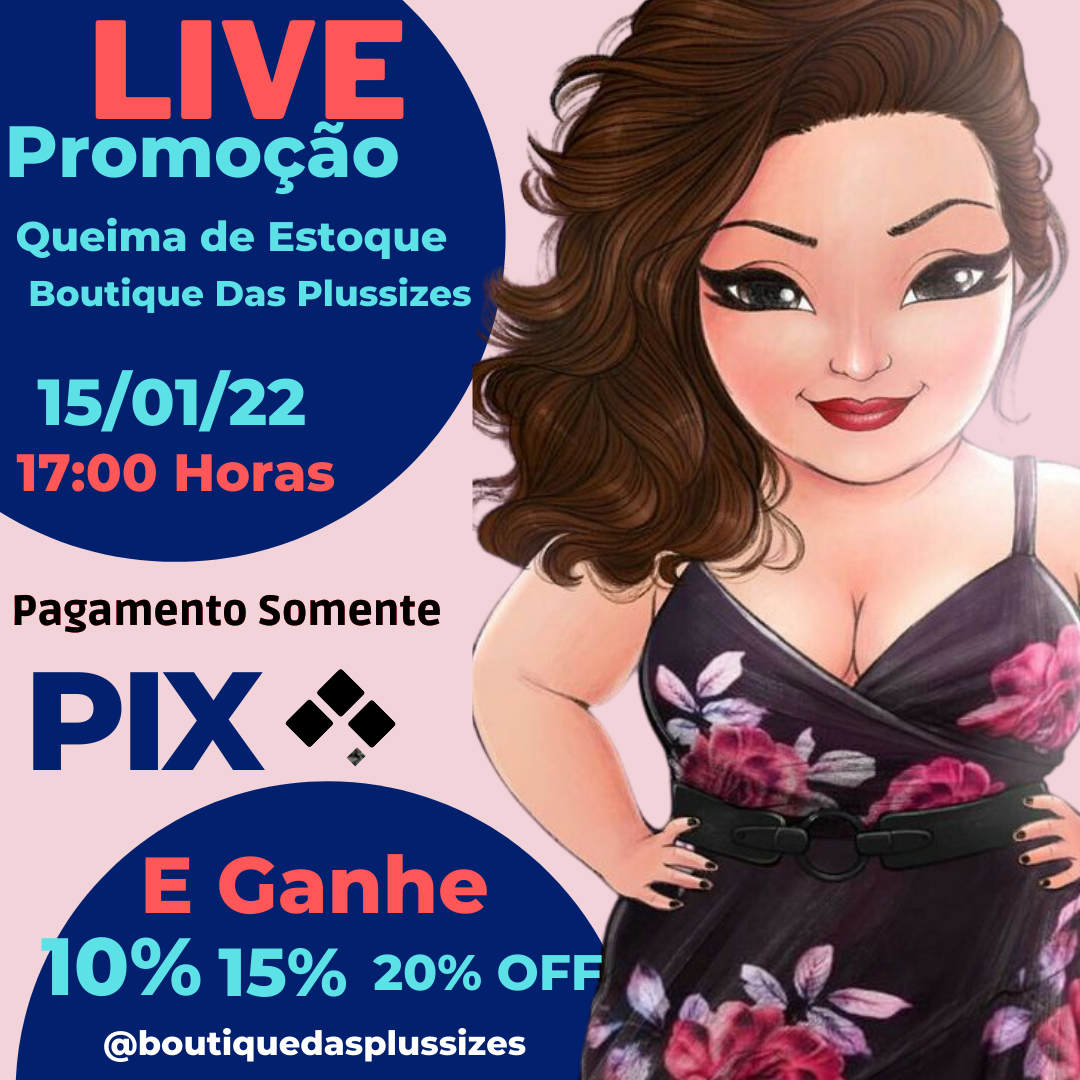 LIVE
Promoção
Queima de Estoque
Boutique Das Plussizes
15/01/22
17:00 Horas
Pagamento Somente
PIX
E Ganhe
10% 15% 20% OFF
@boutiquedasplussizes